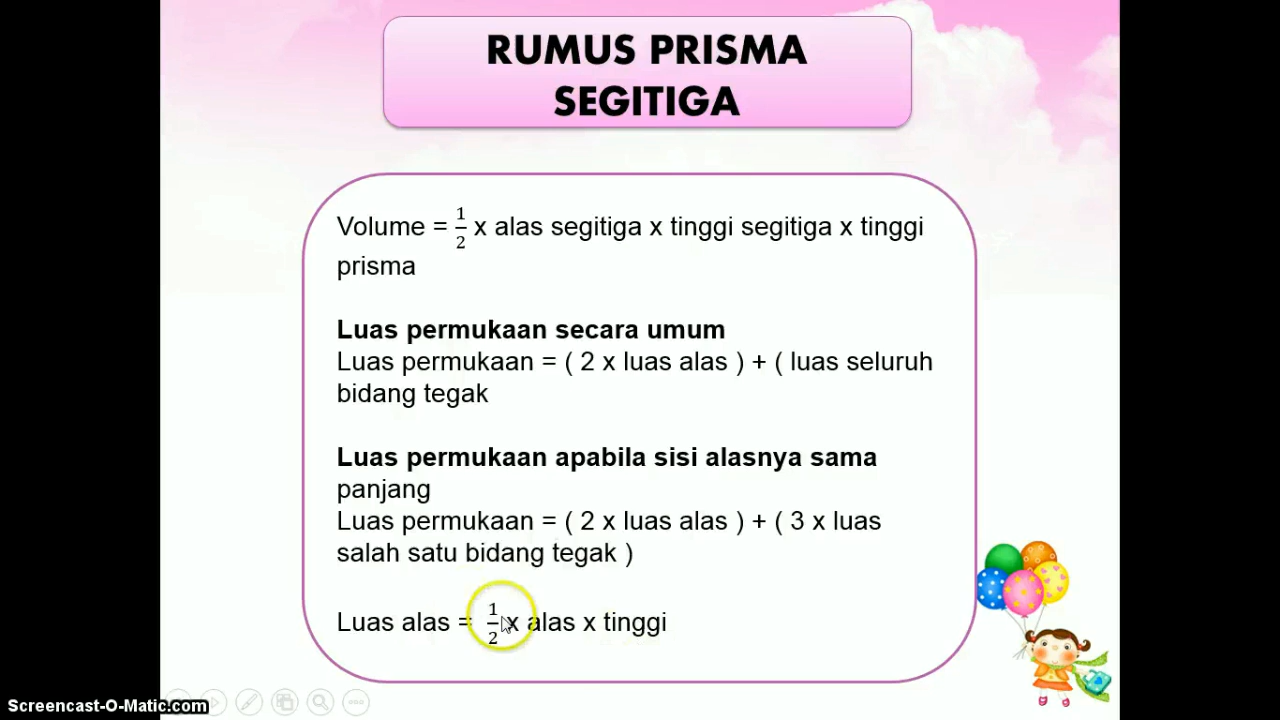 RUMUS PRISMA
SEGITIGA
Volume = 1/2 x alas segitiga x tinggi segitiga x tinggi
prisma
Luas permukaan secara umum
Luas permukaan = ( 2 x luas alas ) + ( luas seluruh
bidang tegak
Luas permukaan apabila sisi alasnya sama
panjang
Luas permukaan = ( 2 x luas alas ) + ( 3 x luas
salah satu bidang tegak )
Luas alas = 1/2 x alas x tinggi
Screencast-O-Matic.com